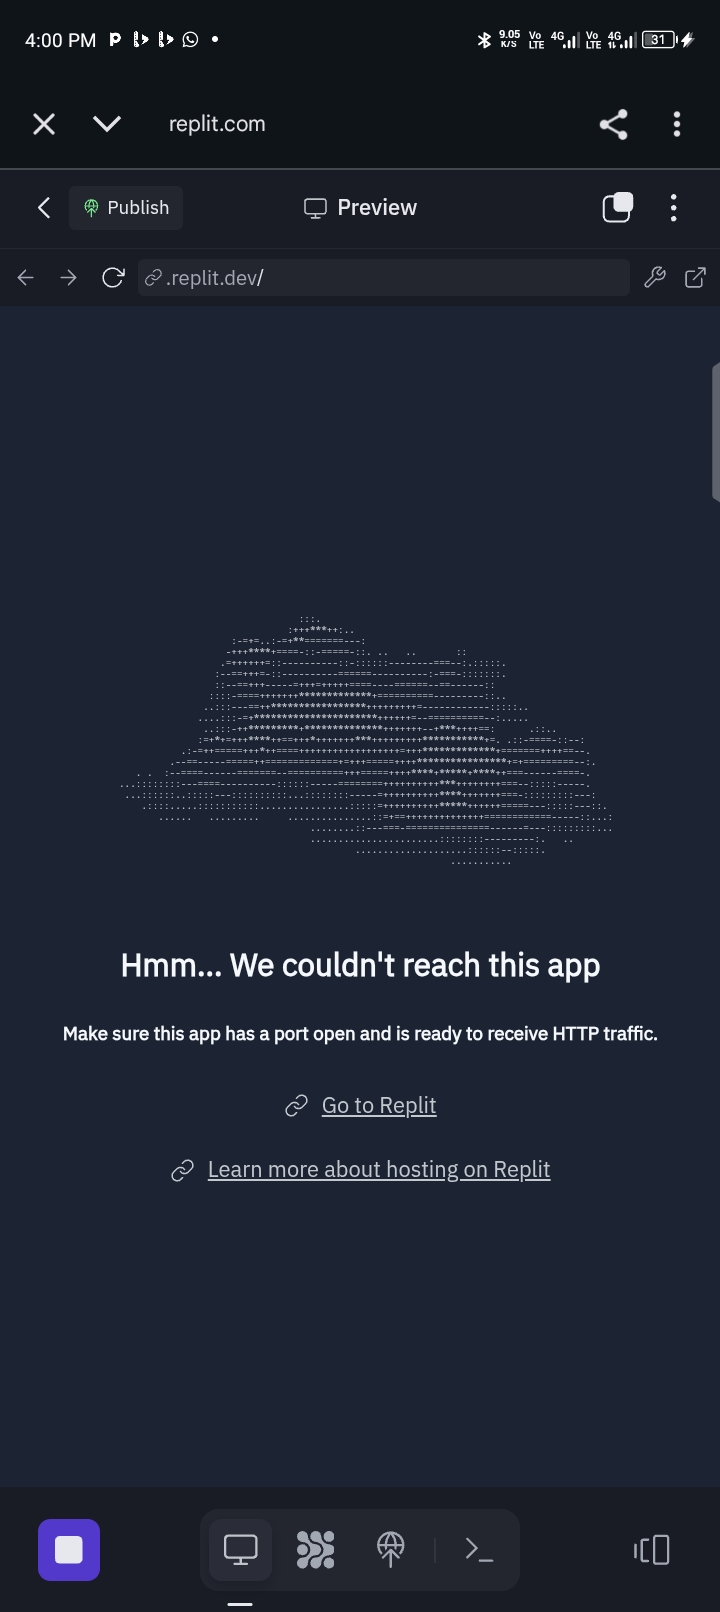 4:00 PM
9.05 K/S Vo LTE 4G Vo LTE 4G 31
replit.com
Publish
Preview
.replit.dev/
Hmm... We couldn't reach this app
Make sure this app has a port open and is ready to receive HTTP traffic.
Go to Replit
Learn more about hosting on Replit